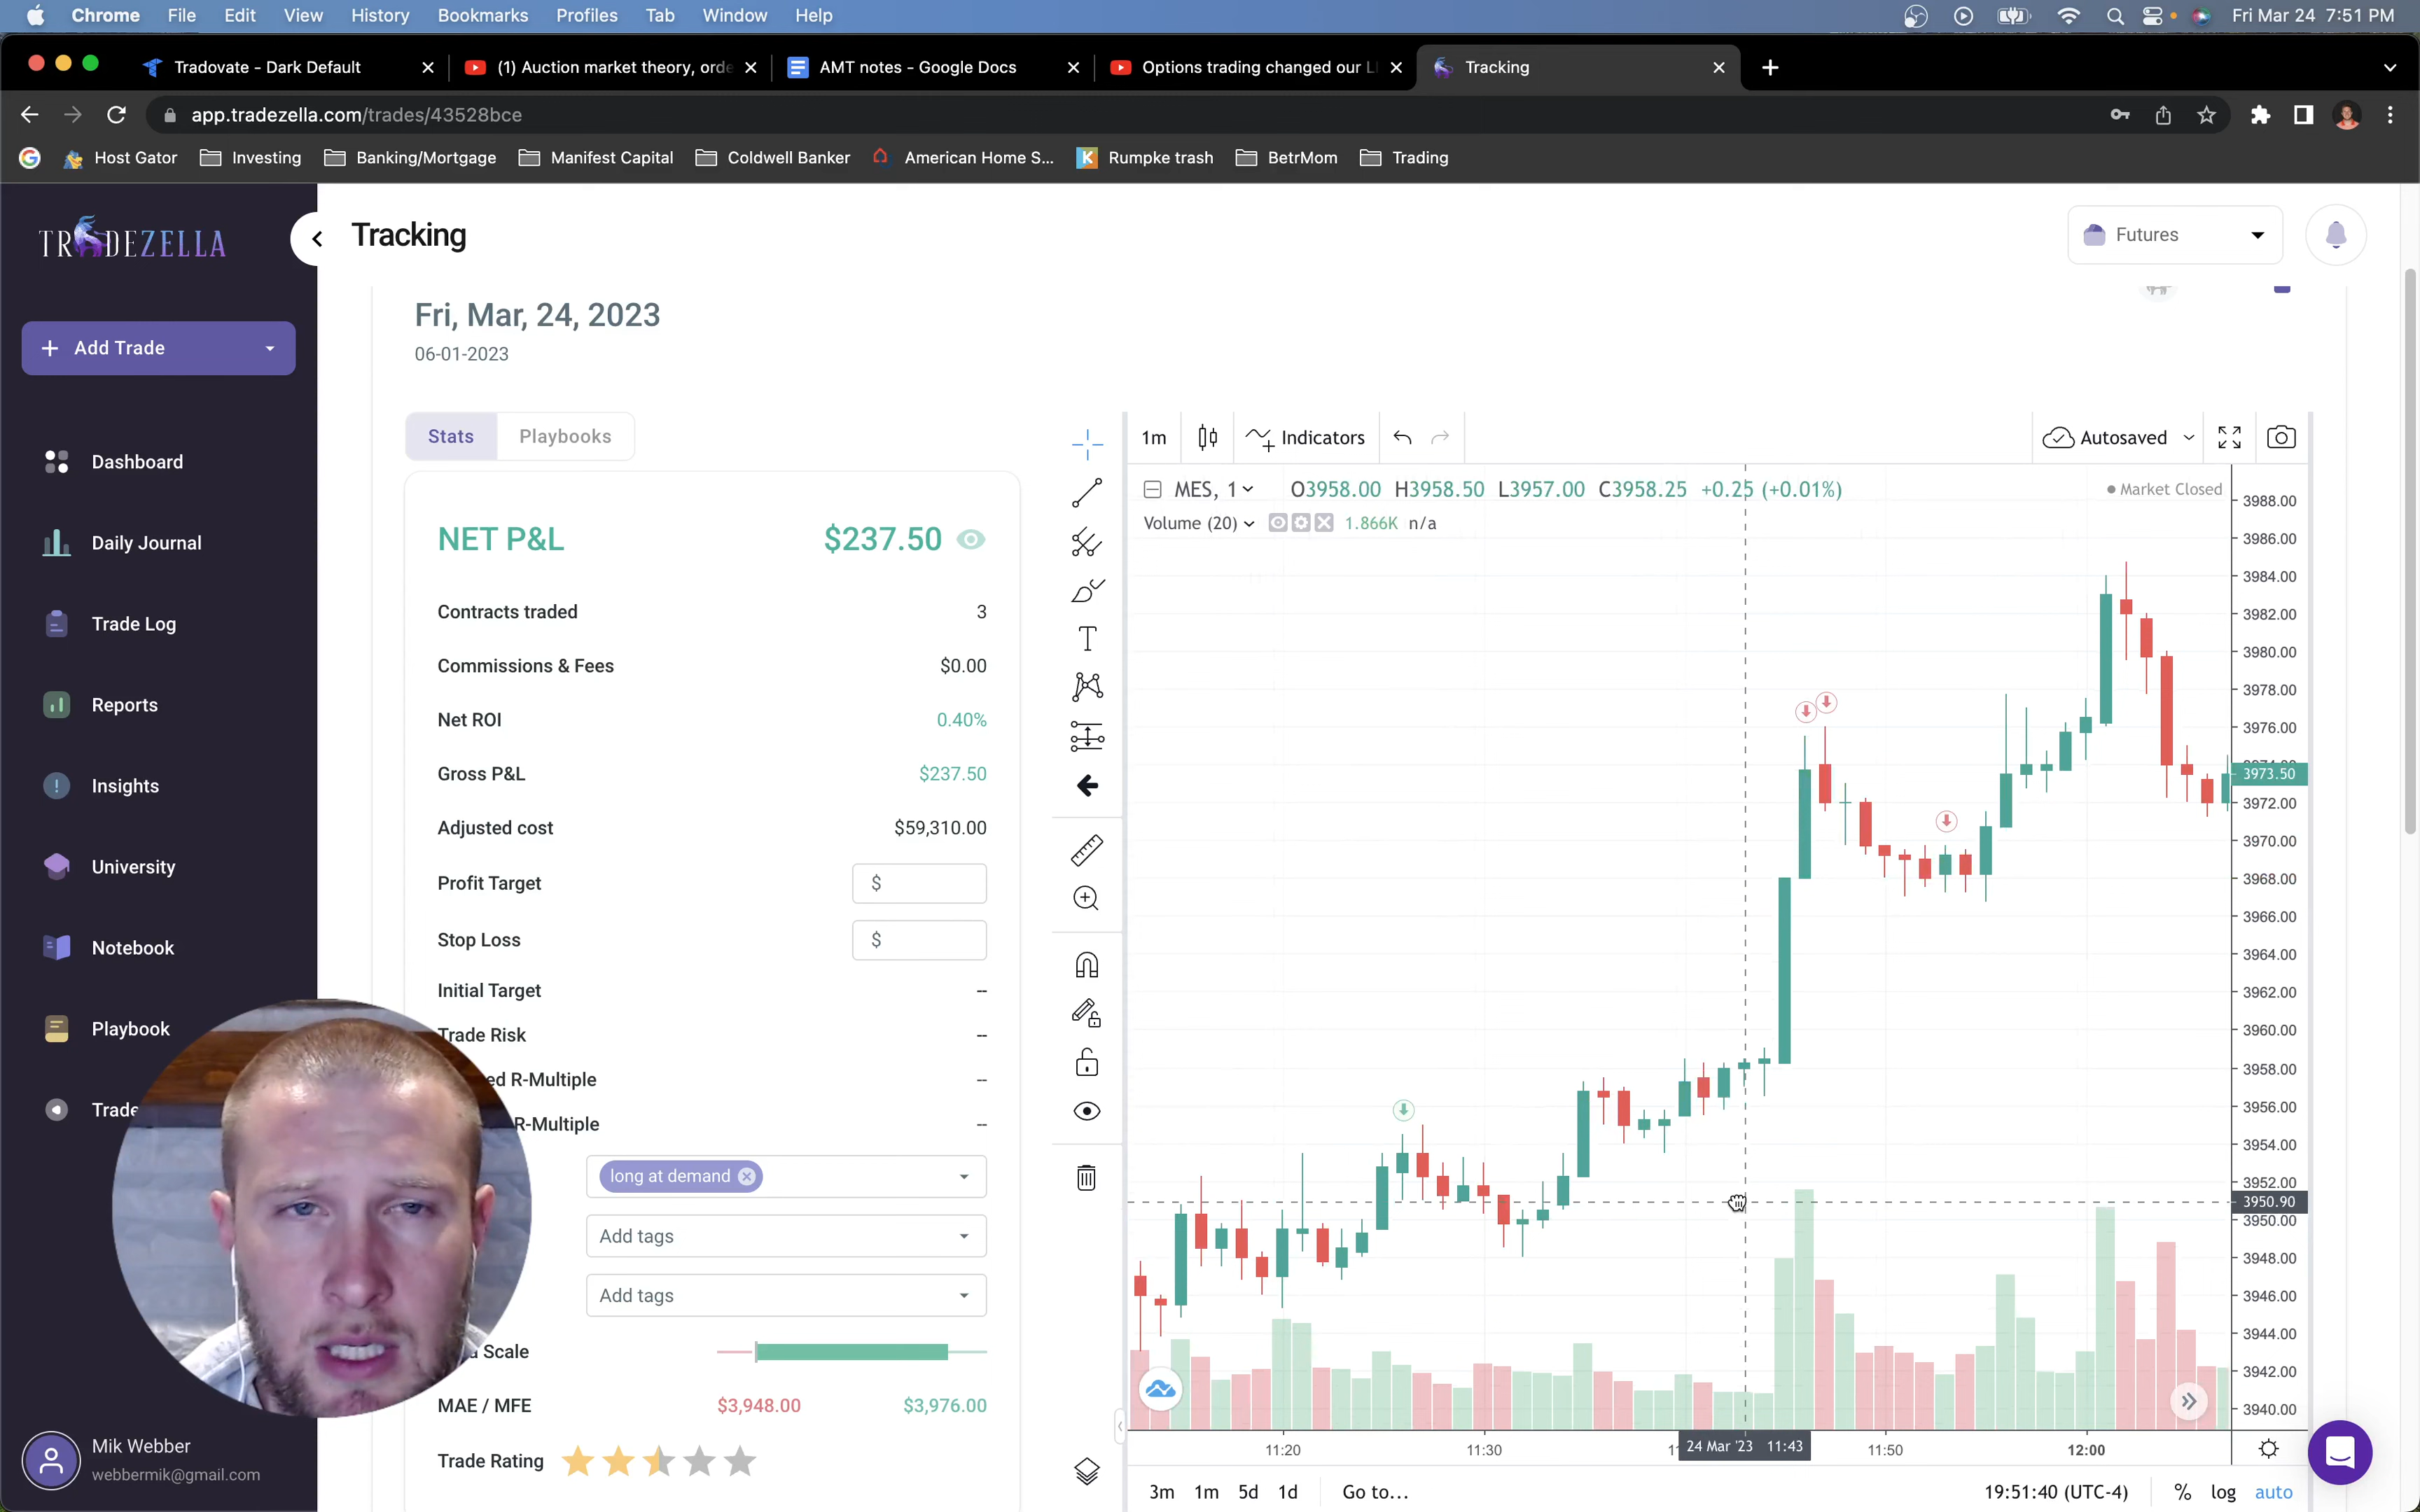 Chrome File Edit View History Bookmarks Profiles Tab Window Help Fri Mar 24 7:51 PM
Tradovate - Dark Default (1) Auction market theory, orde AMT notes - Google Docs Options trading changed our LI Tracking
app.tradezella.com/trades/43528bce
Host Gator Investing Banking/Mortgage Manifest Capital Coldwell Banker American Home S... Rumpke trash BetrMom Trading
TRADEZELLA
Tracking
Futures
Add Trade
Dashboard
Daily Journal
Trade Log
Reports
Insights
University
Notebook
Playbook
Trade
Mik Webber
webbermik@gmail.com
Fri, Mar, 24, 2023
06-01-2023
Stats Playbooks
NET P&L $237.50
Contracts traded 3
Commissions & Fees $0.00
Net ROI 0.40%
Gross P&L $237.50
Adjusted cost $59,310.00
Profit Target $
Stop Loss $
Initial Target --
Trade Risk --
ed R-Multiple --
R-Multiple --
long at demand
Add tags
Add tags
Scale
MAE / MFE $3,948.00 $3,976.00
Trade Rating
1m Indicators Autosaved
MES, 1 O3958.00 H3958.50 L3957.00 C3958.25 +0.25 (+0.01%) Market Closed
Volume (20) 1.866K n/a
3988.00
3986.00
3984.00
3982.00
3980.00
3978.00
3976.00
3973.50
3972.00
3970.00
3968.00
3966.00
3964.00
3962.00
3960.00
3958.00
3956.00
3954.00
3952.00
3950.90
3950.00
3948.00
3946.00
3944.00
3942.00
3940.00
11:20 11:30 24 Mar '23 11:43 11:50 12:00
3m 1m 5d 1d Go to... 19:51:40 (UTC-4) % log auto